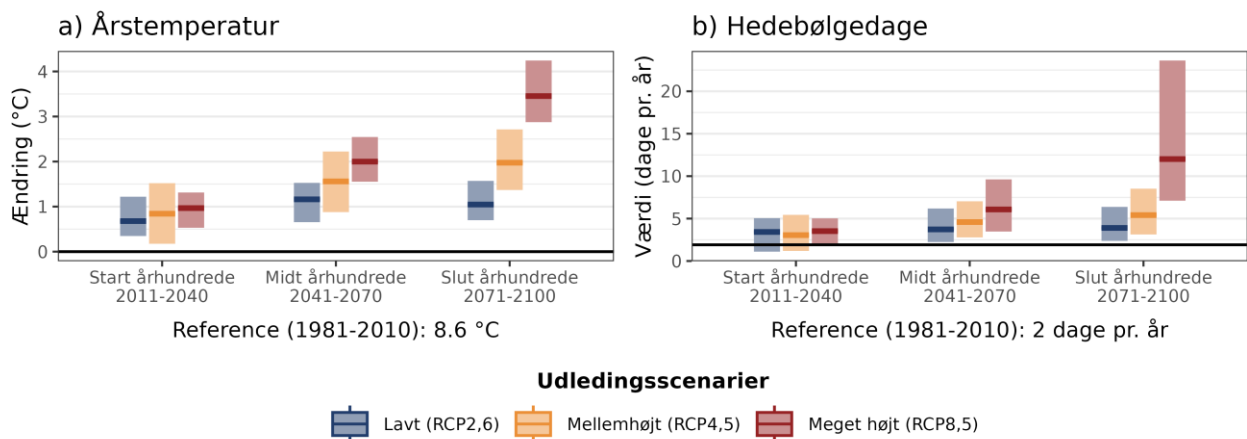 a) Årstemperatur
Ændring (°C)
4
3
2
1
0
Start århundrede
2011-2040
Midt århundrede
2041-2070
Slut århundrede
2071-2100
Reference (1981-2010): 8.6 °C
b) Hedebølgedage
Værdi (dage pr. år)
20
15
10
5
0
Start århundrede
2011-2040
Midt århundrede
2041-2070
Slut århundrede
2071-2100
Reference (1981-2010): 2 dage pr. år
Udledingsscenarier
Lavt (RCP2,6)
Mellemhøjt (RCP4,5)
Meget højt (RCP8,5)